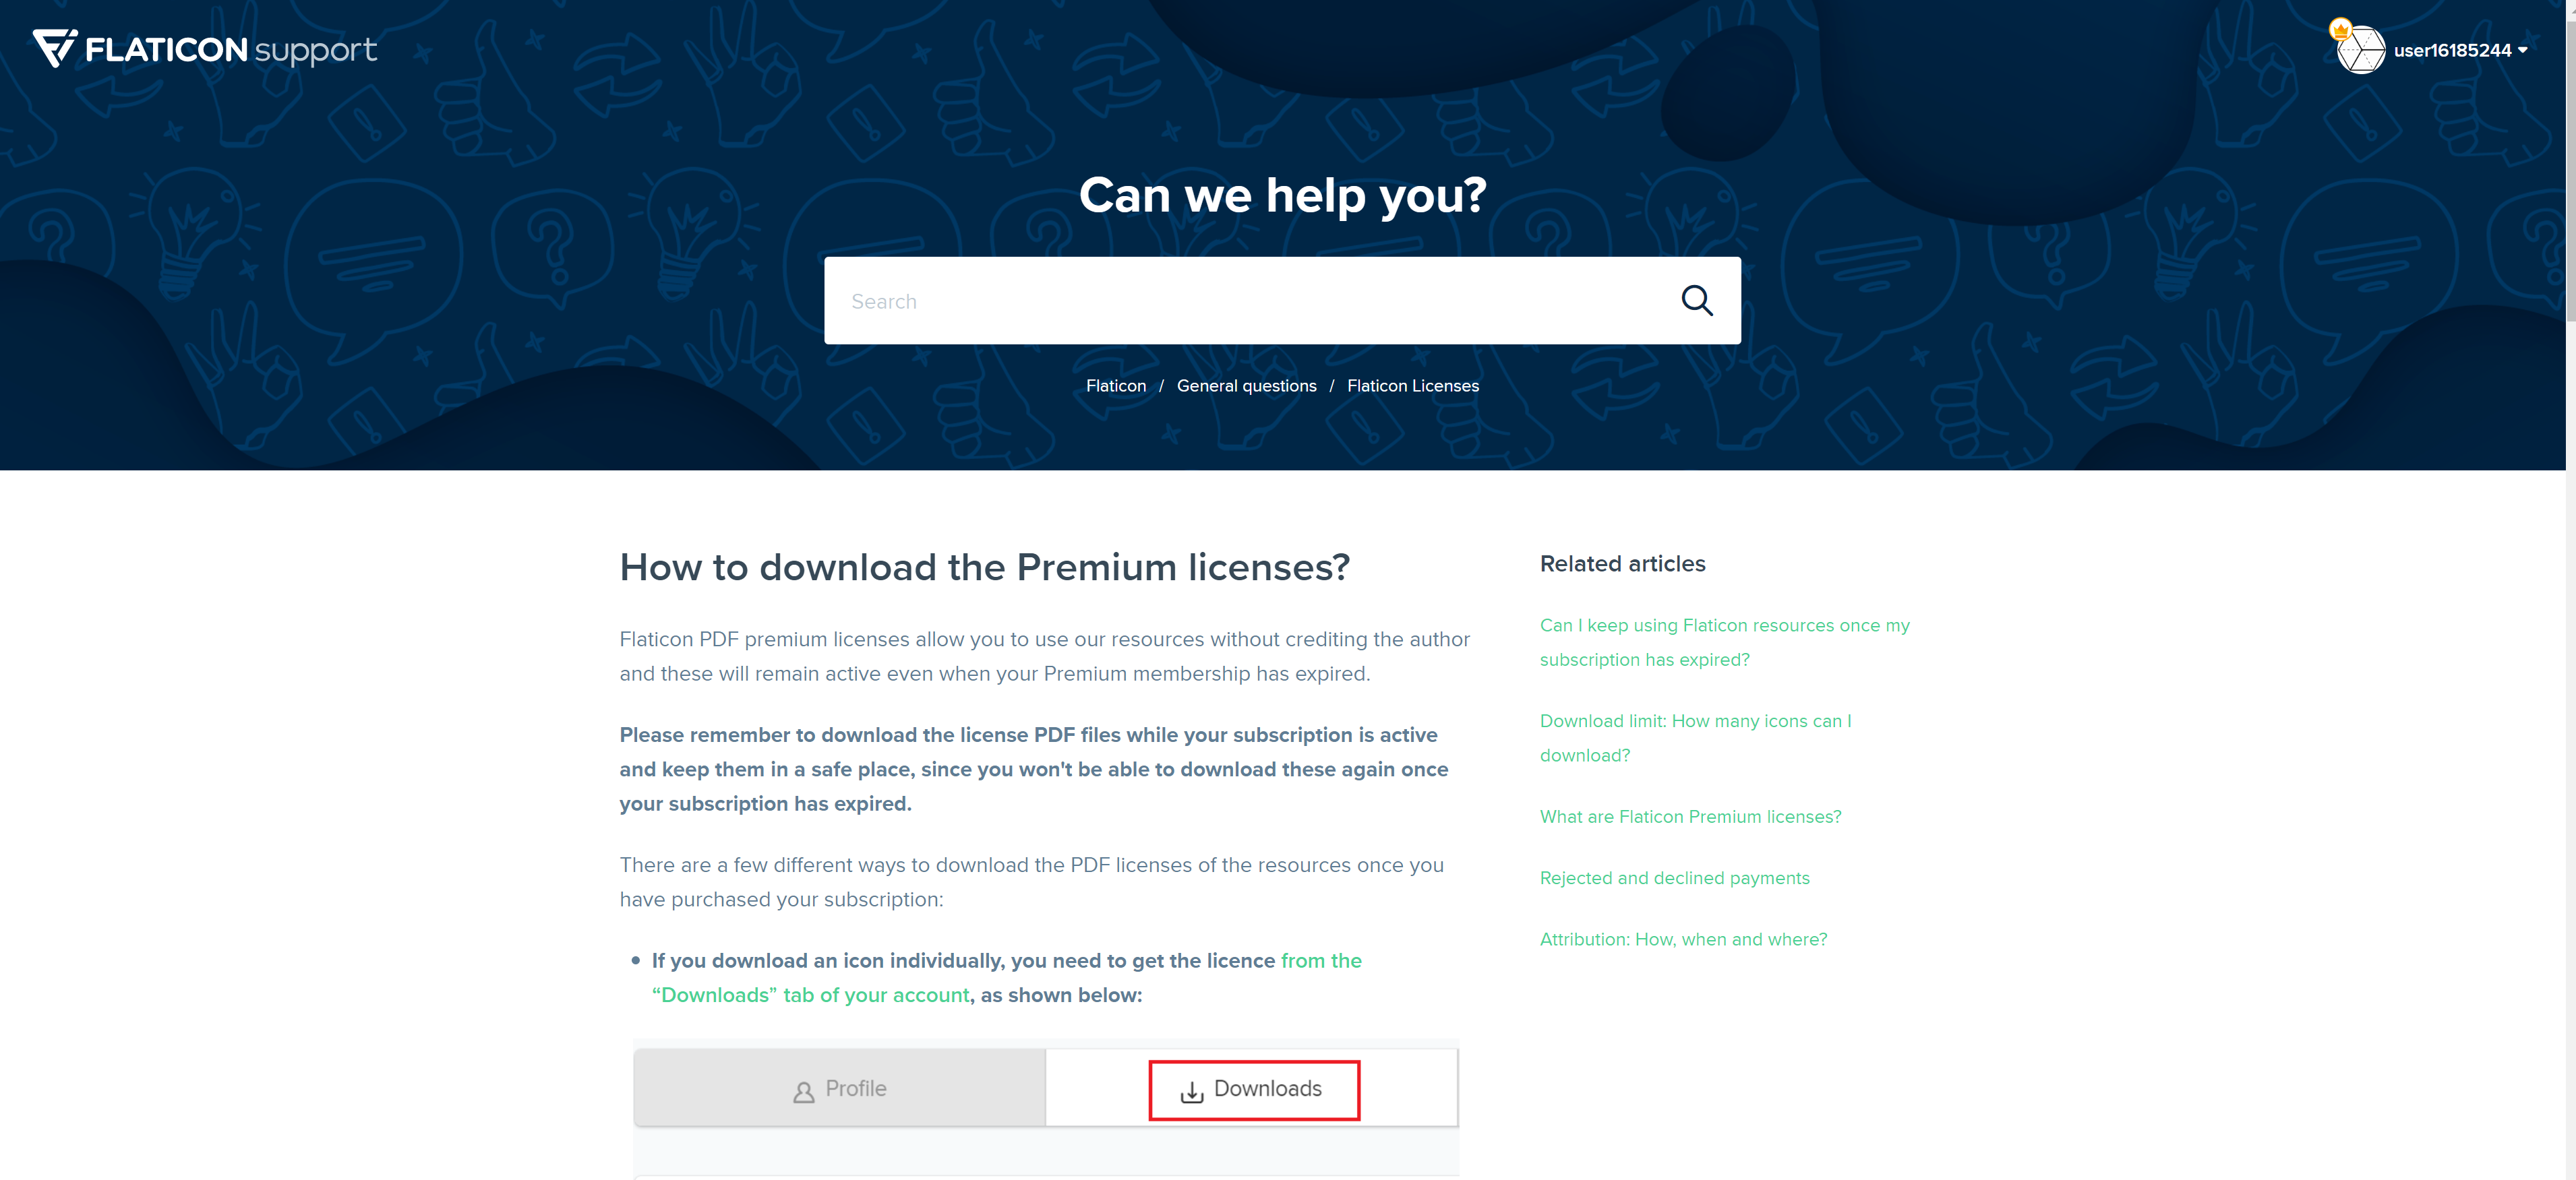 FLATICON support
user16185244
Can we help you?
Search
Flaticon / General questions / Flaticon Licenses
How to download the Premium licenses?
Flaticon PDF premium licenses allow you to use our resources without crediting the author
and these will remain active even when your Premium membership has expired.
Please remember to download the license PDF files while your subscription is active
and keep them in a safe place, since you won't be able to download these again once
your subscription has expired.
There are a few different ways to download the PDF licenses of the resources once you
have purchased your subscription:
• If you download an icon individually, you need to get the licence from the
“Downloads” tab of your account, as shown below:
Profile
Downloads
Related articles
Can I keep using Flaticon resources once my
subscription has expired?
Download limit: How many icons can I
download?
What are Flaticon Premium licenses?
Rejected and declined payments
Attribution: How, when and where?